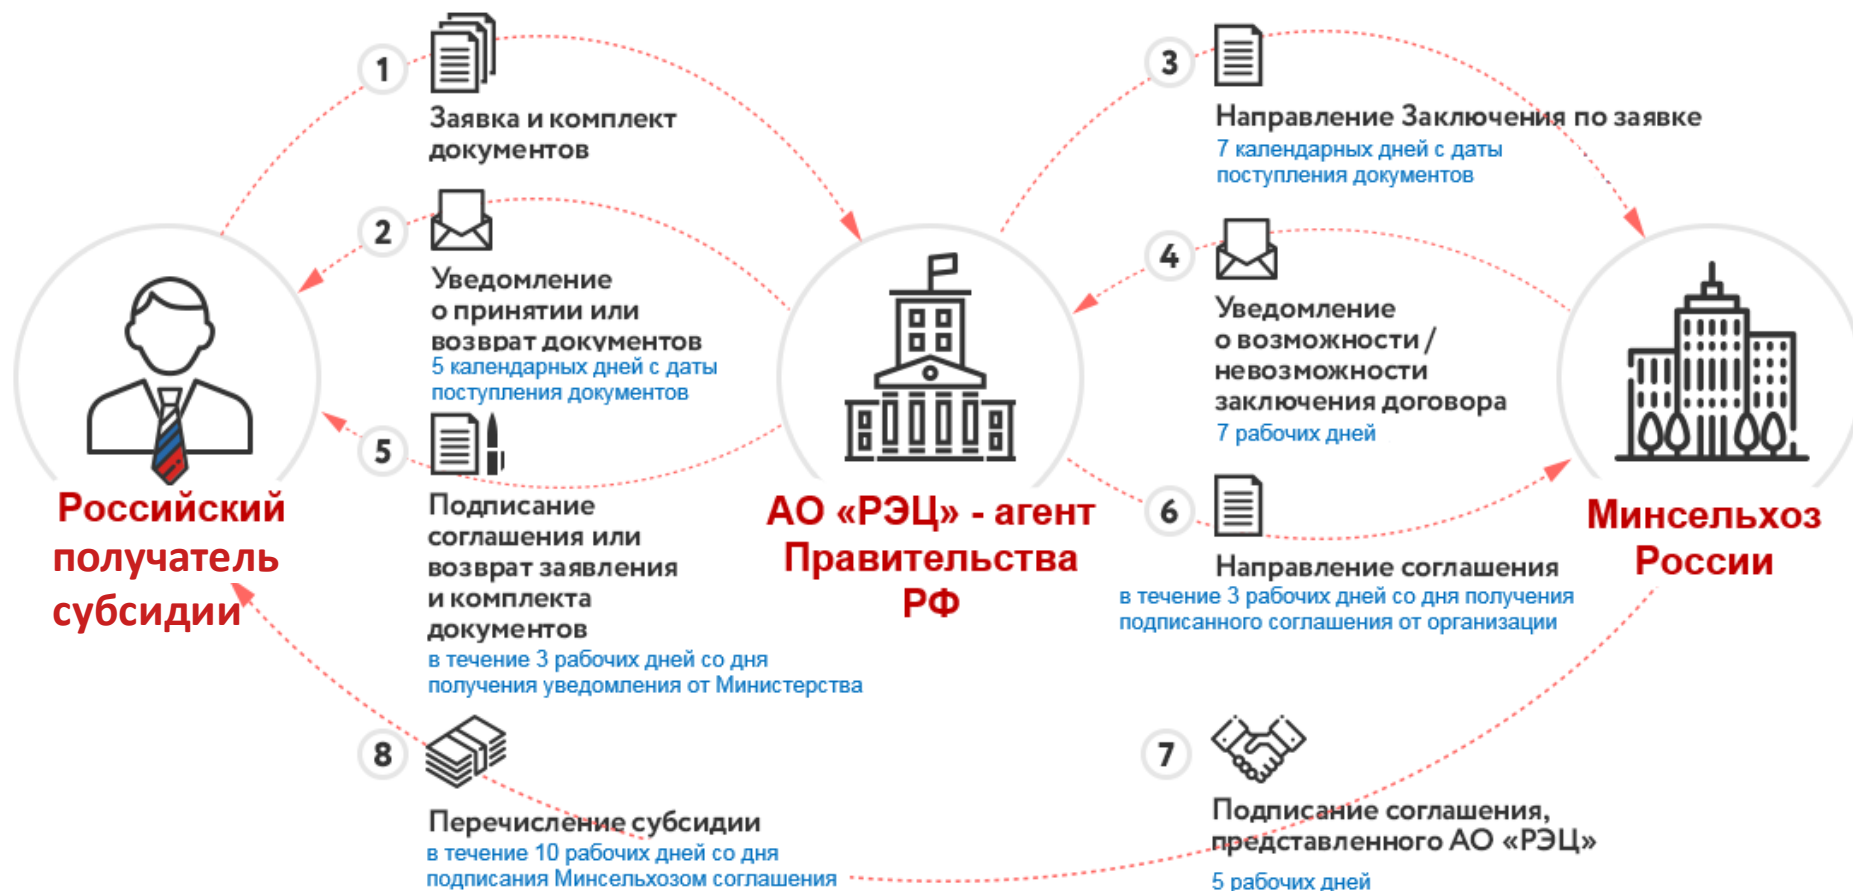 1
Заявка и комплект
документов
2
Уведомление
о принятии или
возврат документов
5 календарных дней с даты
поступления документов
5
Подписание
соглашения или
возврат заявления
и комплекта
документов
в течение 3 рабочих дней со дня
получения уведомления от Министерства
Российский
получатель
субсидии
АО «РЭЦ» - агент
Правительства
РФ
3
Направление Заключения по заявке
7 календарных дней с даты
поступления документов
4
Уведомление
о возможности /
невозможности
заключения договора
7 рабочих дней
6
Направление соглашения
в течение 3 рабочих дней со дня получения
подписанного соглашения от организации
Минсельхоз
России
8
Перечисление субсидии
в течение 10 рабочих дней со дня
подписания Минсельхозом соглашения
7
Подписание соглашения,
представленного АО «РЭЦ»
5 рабочих дней